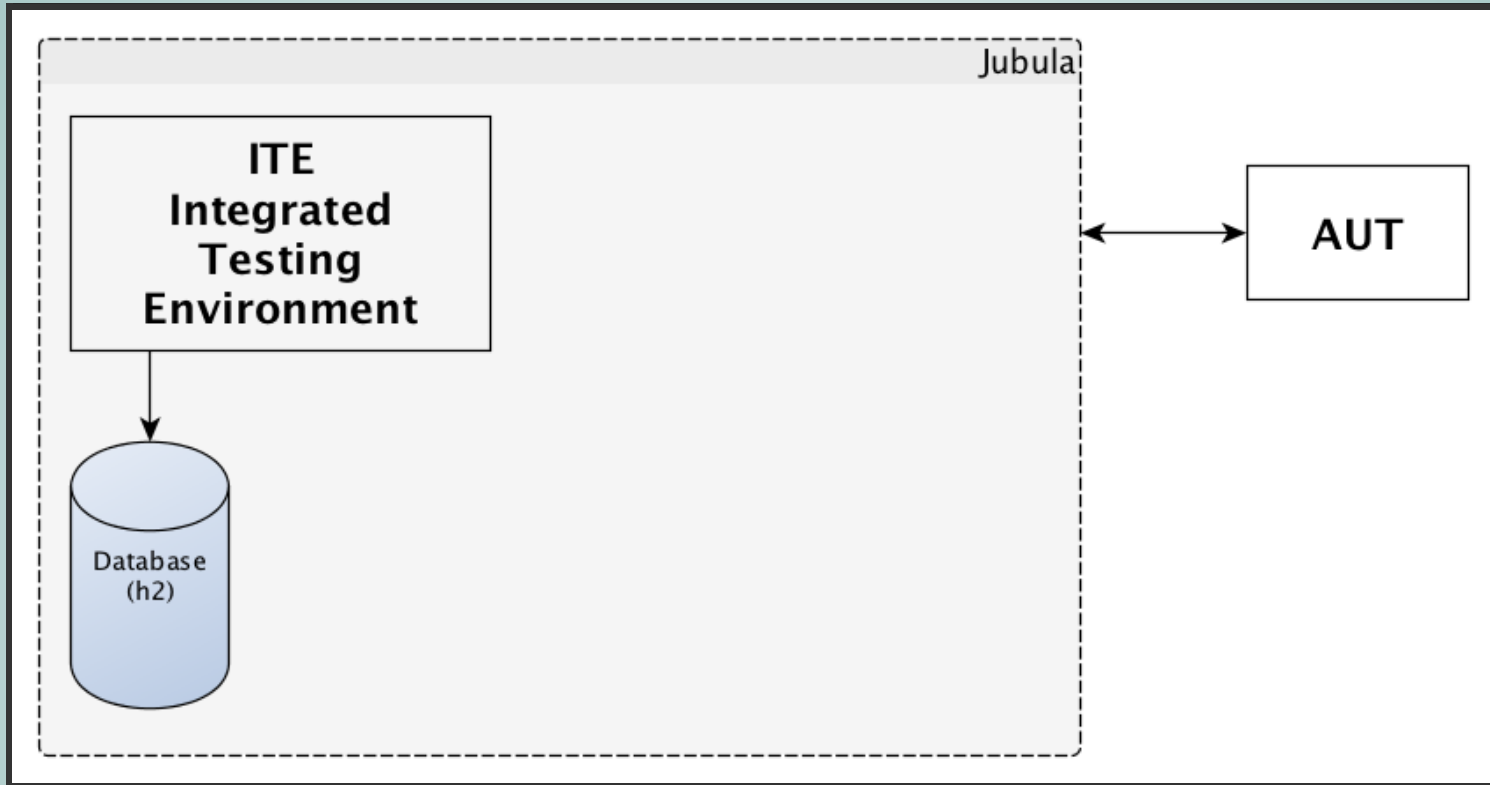 Jubula
ITE
Integrated
Testing
Environment
AUT
Database
(h2)